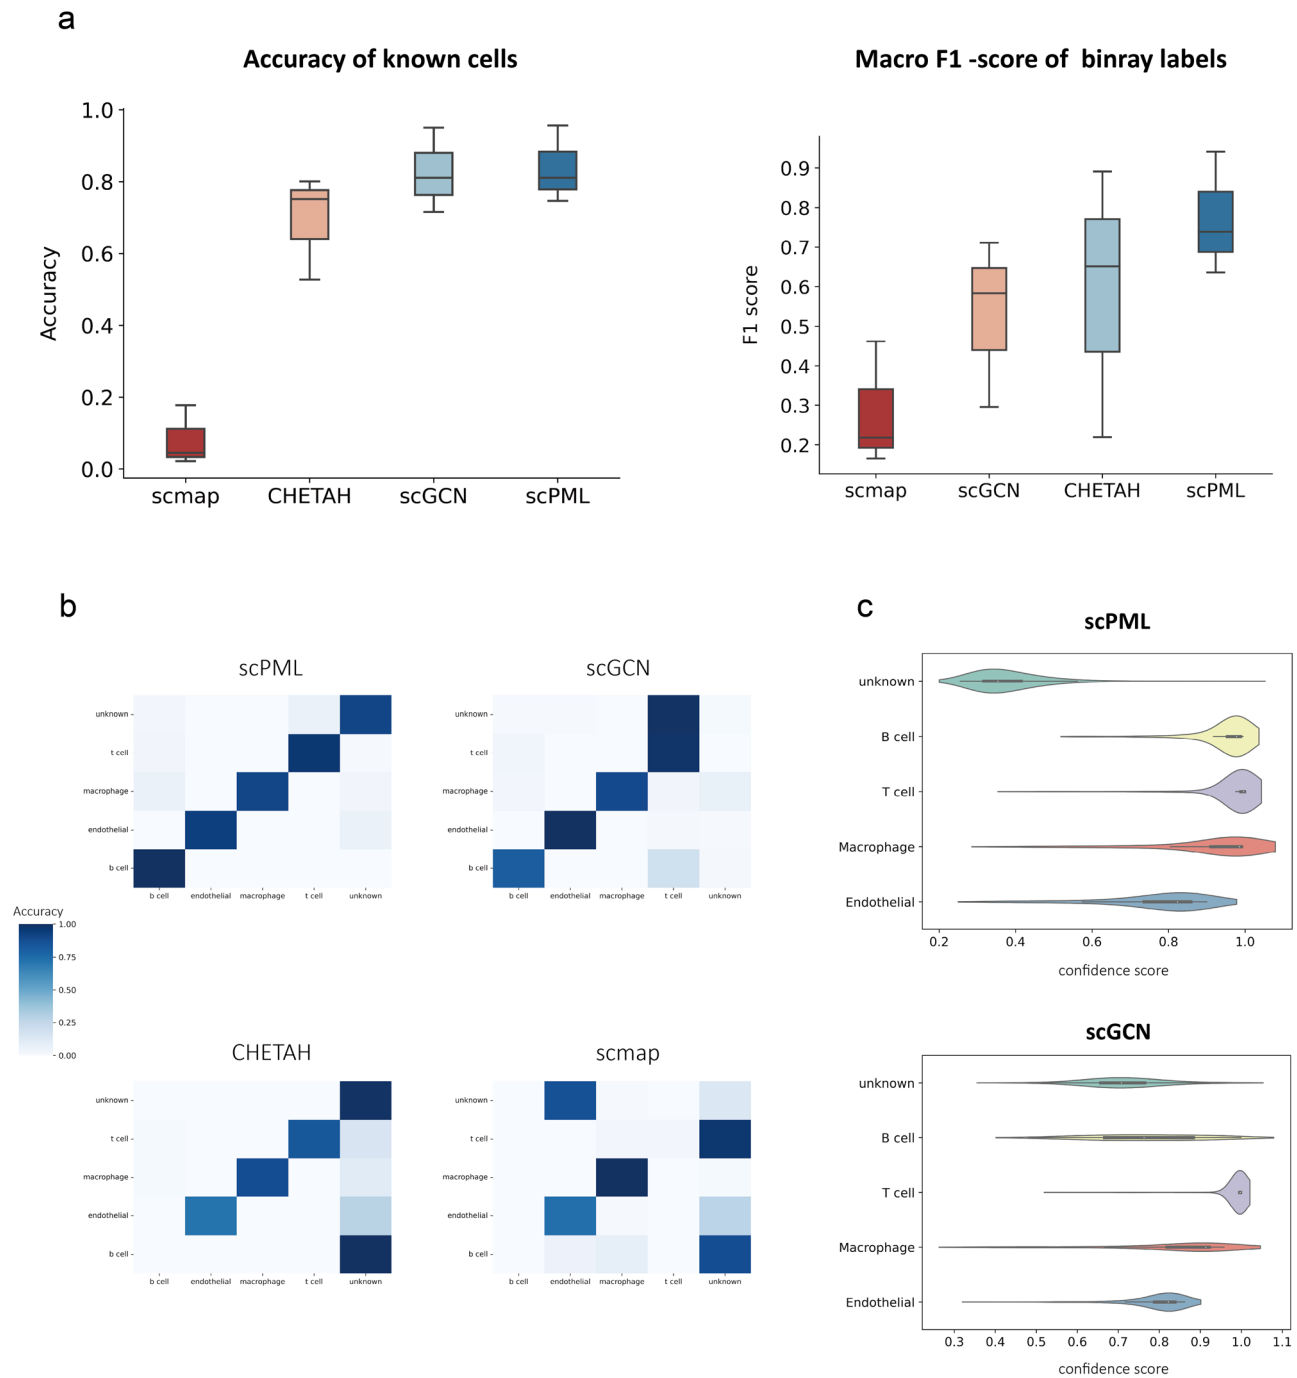 a
Accuracy of known cells
Macro F1 -score of  binray labels
Accuracy
1.0
0.8
0.6
0.4
0.2
0.0
scmap
CHETAH
scGCN
scPML
F1 score
0.9
0.8
0.7
0.6
0.5
0.4
0.3
0.2
scmap
scGCN
CHETAH
scPML
b
scPML
unknown
t cell
macrophage
endothelial
b cell
b cell endothelial macrophage t cell unknown
scGCN
unknown
t cell
macrophage
endothelial
b cell
b cell endothelial macrophage t cell unknown
Accuracy
1.00
0.75
0.50
0.25
0.00
CHETAH
unknown
t cell
macrophage
endothelial
b cell
b cell endothelial macrophage t cell unknown
scmap
unknown
t cell
macrophage
endothelial
b cell
b cell endothelial macrophage t cell unknown
c
scPML
unknown
B cell
T cell
Macrophage
Endothelial
0.2 0.4 0.6 0.8 1.0
confidence score
scGCN
unknown
B cell
T cell
Macrophage
Endothelial
0.3 0.4 0.5 0.6 0.7 0.8 0.9 1.0 1.1
confidence score